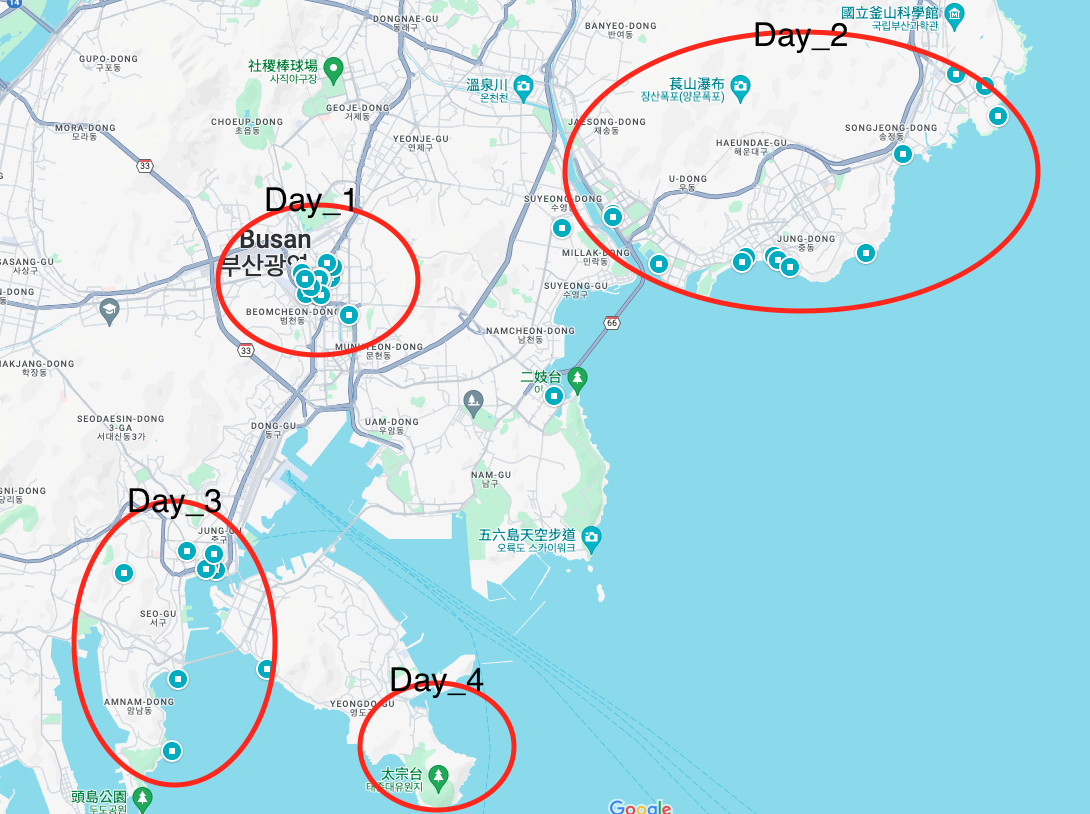 14
DONGNAE-GU
동래구
BANYEO-DONG
반여동
國立釜山科學館
국립부산과학관
Day_2
GUPO-DONG
구포동
社稷棒球場
사직야구장
溫泉川
온천천
萇山瀑布
장산폭포(양운폭포)
GEOJE-DONG
거제동
CHOEUP-DONG
초읍동
JAESONG-DONG
재송동
MORA-DONG
모라동
YEONJE-GU
연제구
SONGJEONG-DONG
송정동
HAEUNDAE-GU
해운대구
33
U-DONG
우동
Day_1
SUYEONG-DONG
수영동
Busan
부산광역
JUNG-DONG
중동
MILLAK-DONG
민락동
GASANG-GU
사상구
SUYEONG-GU
수영구
BEOMCHEON-DONG
범천동
66
NAMCHEON-DONG
남천동
33
MUNHYEON-DONG
문현동
HAKJANG-DONG
학장동
二妓台
이
SEODAESIN-DONG
3-GA
서대신동3가
DONG-GU
동구
UAM-DONG
우암동
NAM-GU
남구
Day_3
JUNG-GU
중구
五六島天空步道
오륙도 스카이워크
SEO-GU
서구
Day_4
AMNAM-DONG
암남동
YEONGDO-GU
영도구
太宗台
태종대유원지
頭島公園
두도공원
Google